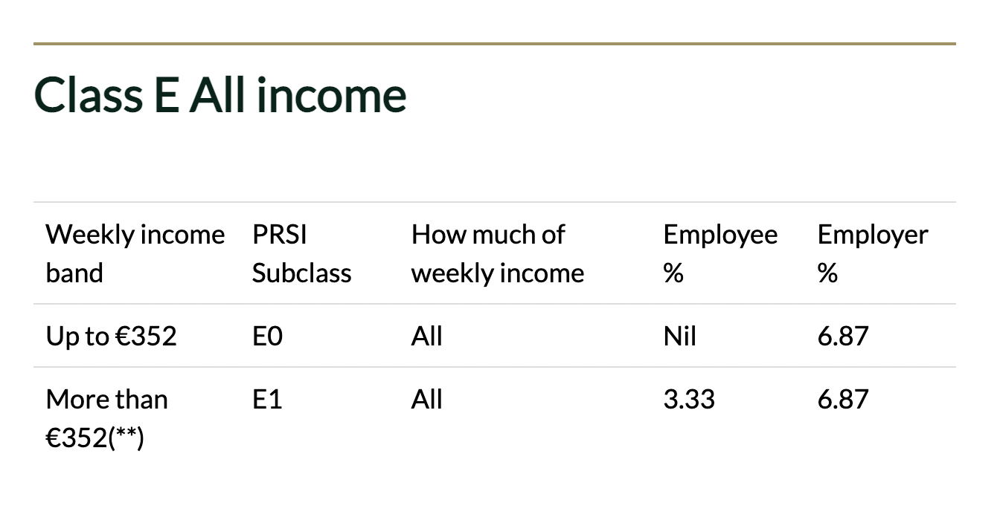 Class E All income
Weekly income band	PRSI Subclass	How much of weekly income	Employee %	Employer %
Up to €352	E0	All	Nil	6.87
More than €352(**)	E1	All	3.33	6.87